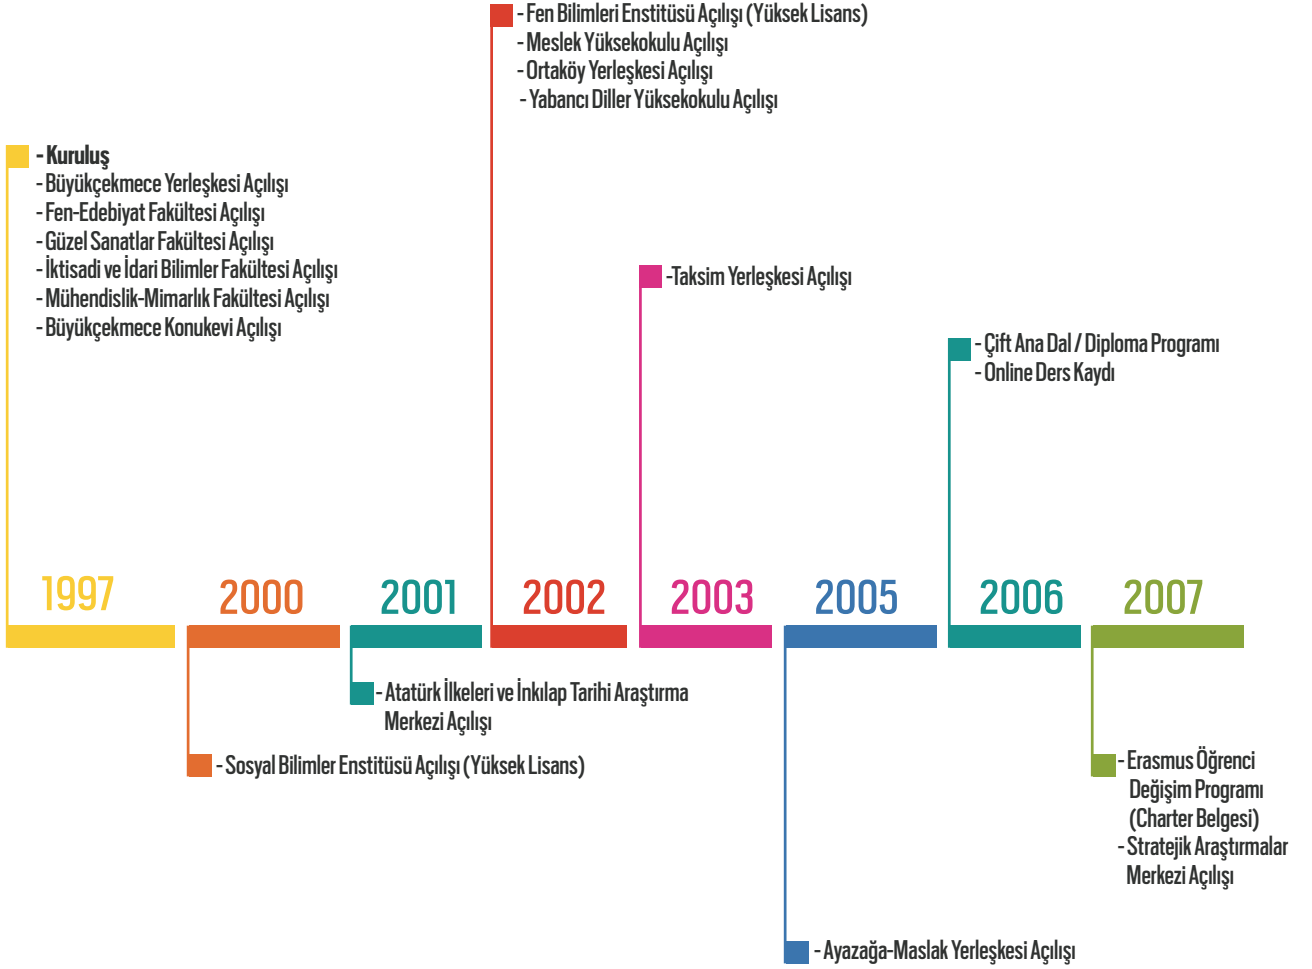 - Fen Bilimleri Enstitüsü Açılışı (Yüksek Lisans)
- Meslek Yüksekokulu Açılışı
- Ortaköy Yerleşkesi Açılışı
- Yabancı Diller Yüksekokulu Açılışı
- Kuruluş
- Büyükçekmece Yerleşkesi Açılışı
- Fen-Edebiyat Fakültesi Açılışı
- Güzel Sanatlar Fakültesi Açılışı
- İktisadi ve İdari Bilimler Fakültesi Açılışı
- Mühendislik-Mimarlık Fakültesi Açılışı
- Büyükçekmece Konukevi Açılışı
-Taksim Yerleşkesi Açılışı
- Çift Ana Dal / Diploma Programı
- Online Ders Kaydı
1997
2000
2001
2002
2003
2005
2006
2007
- Atatürk İlkeleri ve İnkılap Tarihi Araştırma
Merkezi Açılışı
- Sosyal Bilimler Enstitüsü Açılışı (Yüksek Lisans)
- Erasmus Öğrenci
Değişim Programı
(Charter Belgesi)
- Stratejik Araştırmalar
Merkezi Açılışı
- Ayazağa-Maslak Yerleşkesi Açılışı